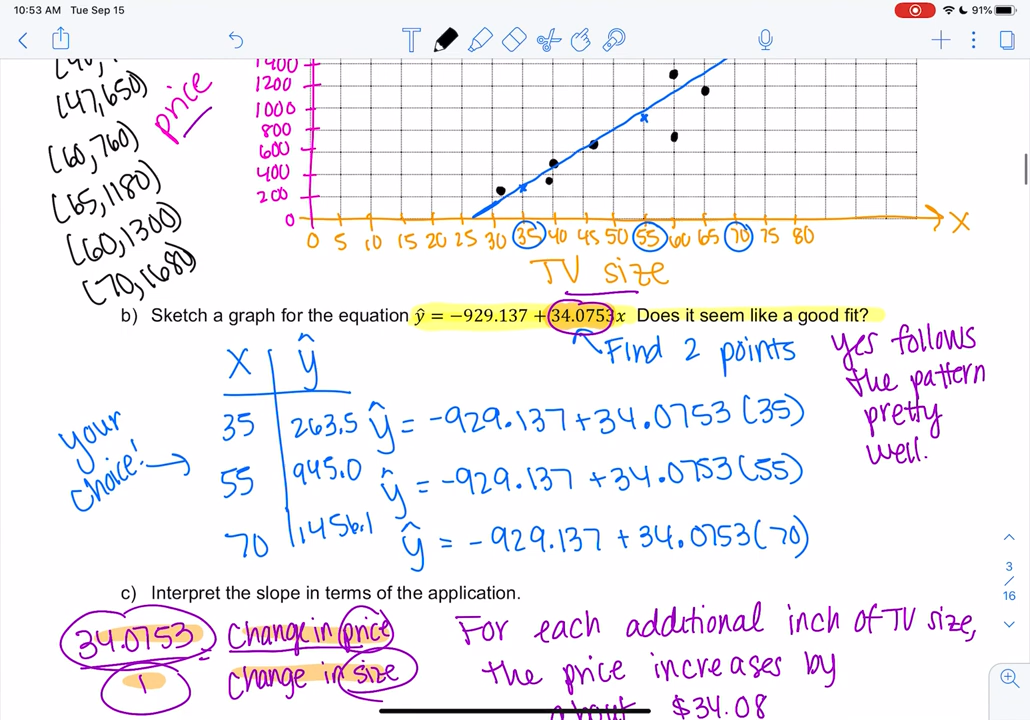 10:53 AM Tue Sep 15
91%
T
(47,650)
(60,760)
(65,1180)
(60,1300)
(70,1680)
price
1400
1200
1000
800
600
400
200
0
0 5 10 15 20 25 30 35 40 45 50 55 60 65 70 75 80
X
TV size
b) Sketch a graph for the equation ŷ = −929.137 + 34.0753x Does it seem like a good fit?
Find 2 points
yes follows
the pattern
pretty
well.
X ŷ
your
choice!
35 263.5 ŷ = -929.137+34.0753(35)
55 945.0 ŷ = -929.137+34.0753(55)
70 1,456.1 ŷ = -929.137+34.0753(70)
3
/
16
c) Interpret the slope in terms of the application.
34.0753 Change in price
1 change in size
For each additional inch of TV size,
the price increases by
about $34.08